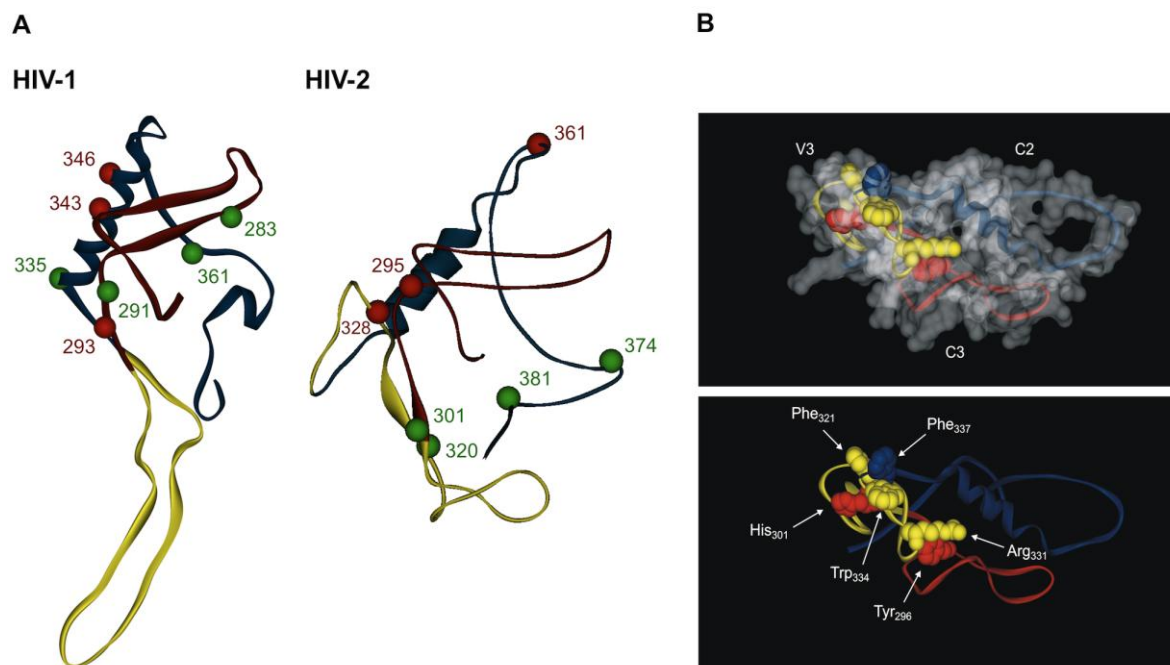 A
HIV-1
346
343
283
335
361
291
293
HIV-2
361
295
328
374
381
301
320
B
V3
C2
C3
Phe321
Phe337
His301
Arg331
Trp334
Tyr296